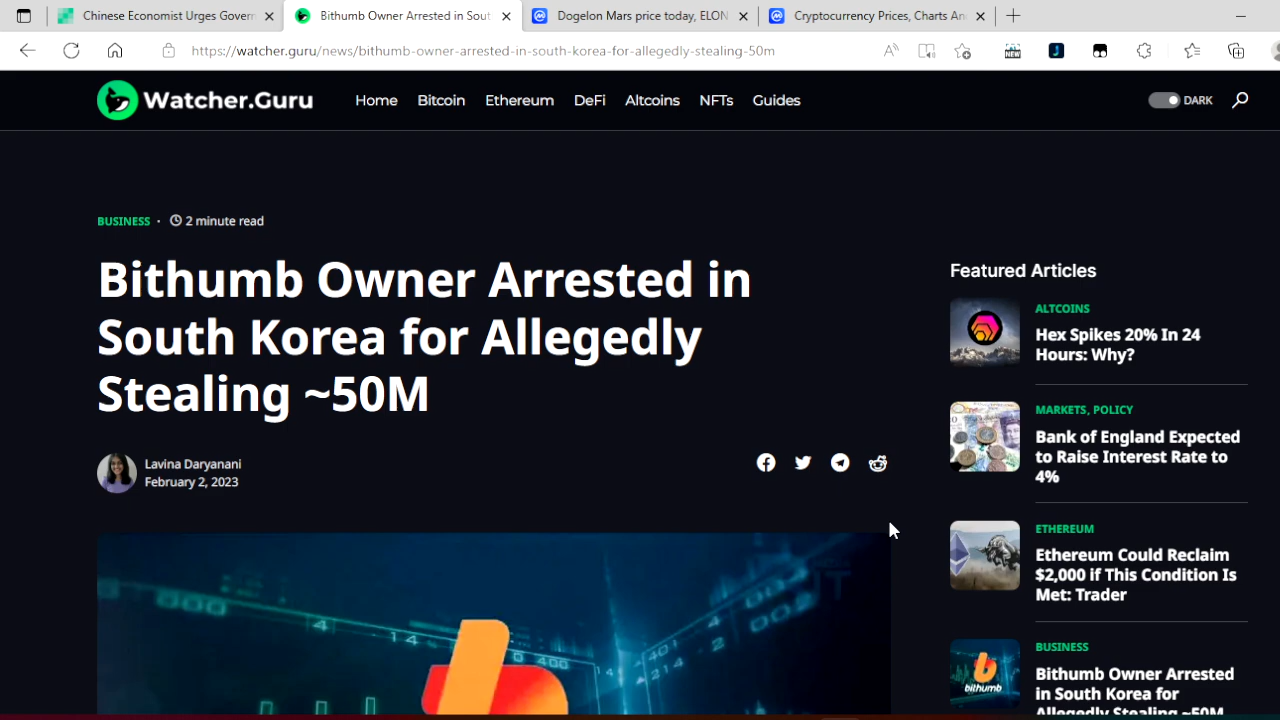 Chinese Economist Urges Govern
Bithumb Owner Arrested in Sout
Dogelon Mars price today, ELON
Cryptocurrency Prices, Charts An
https://watcher.guru/news/bithumb-owner-arrested-in-south-korea-for-allegedly-stealing-50m
NEW
Watcher.Guru
Home
Bitcoin
Ethereum
DeFi
Altcoins
NFTs
Guides
DARK
BUSINESS · 2 minute read
Bithumb Owner Arrested in
South Korea for Allegedly
Stealing ~50M
Lavina Daryanani
February 2, 2023
Featured Articles
ALTCOINS
Hex Spikes 20% In 24
Hours: Why?
MARKETS, POLICY
Bank of England Expected
to Raise Interest Rate to
4%
ETHEREUM
Ethereum Could Reclaim
$2,000 if This Condition Is
Met: Trader
BUSINESS
Bithumb Owner Arrested
in South Korea for
Allegedly Stealing ~50M
bithumb